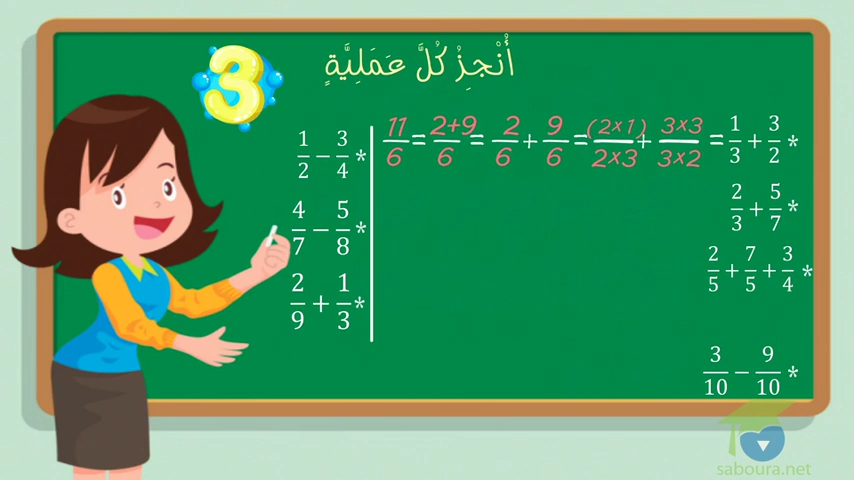 3
أُنْجِزُ كُلَّ عَمَلِيَّةٍ
* 3/2 + 1/3 = (3×3)/(3×2) + (2×1)/(2×3) = 9/6 + 2/6 = (2+9)/6 = 11/6
* 5/7 + 2/3
* 3/4 + 7/5 + 2/5
* 9/10 − 3/10
* 3/4 − 1/2
* 5/8 − 4/7
* 1/3 + 2/9
saboura.net